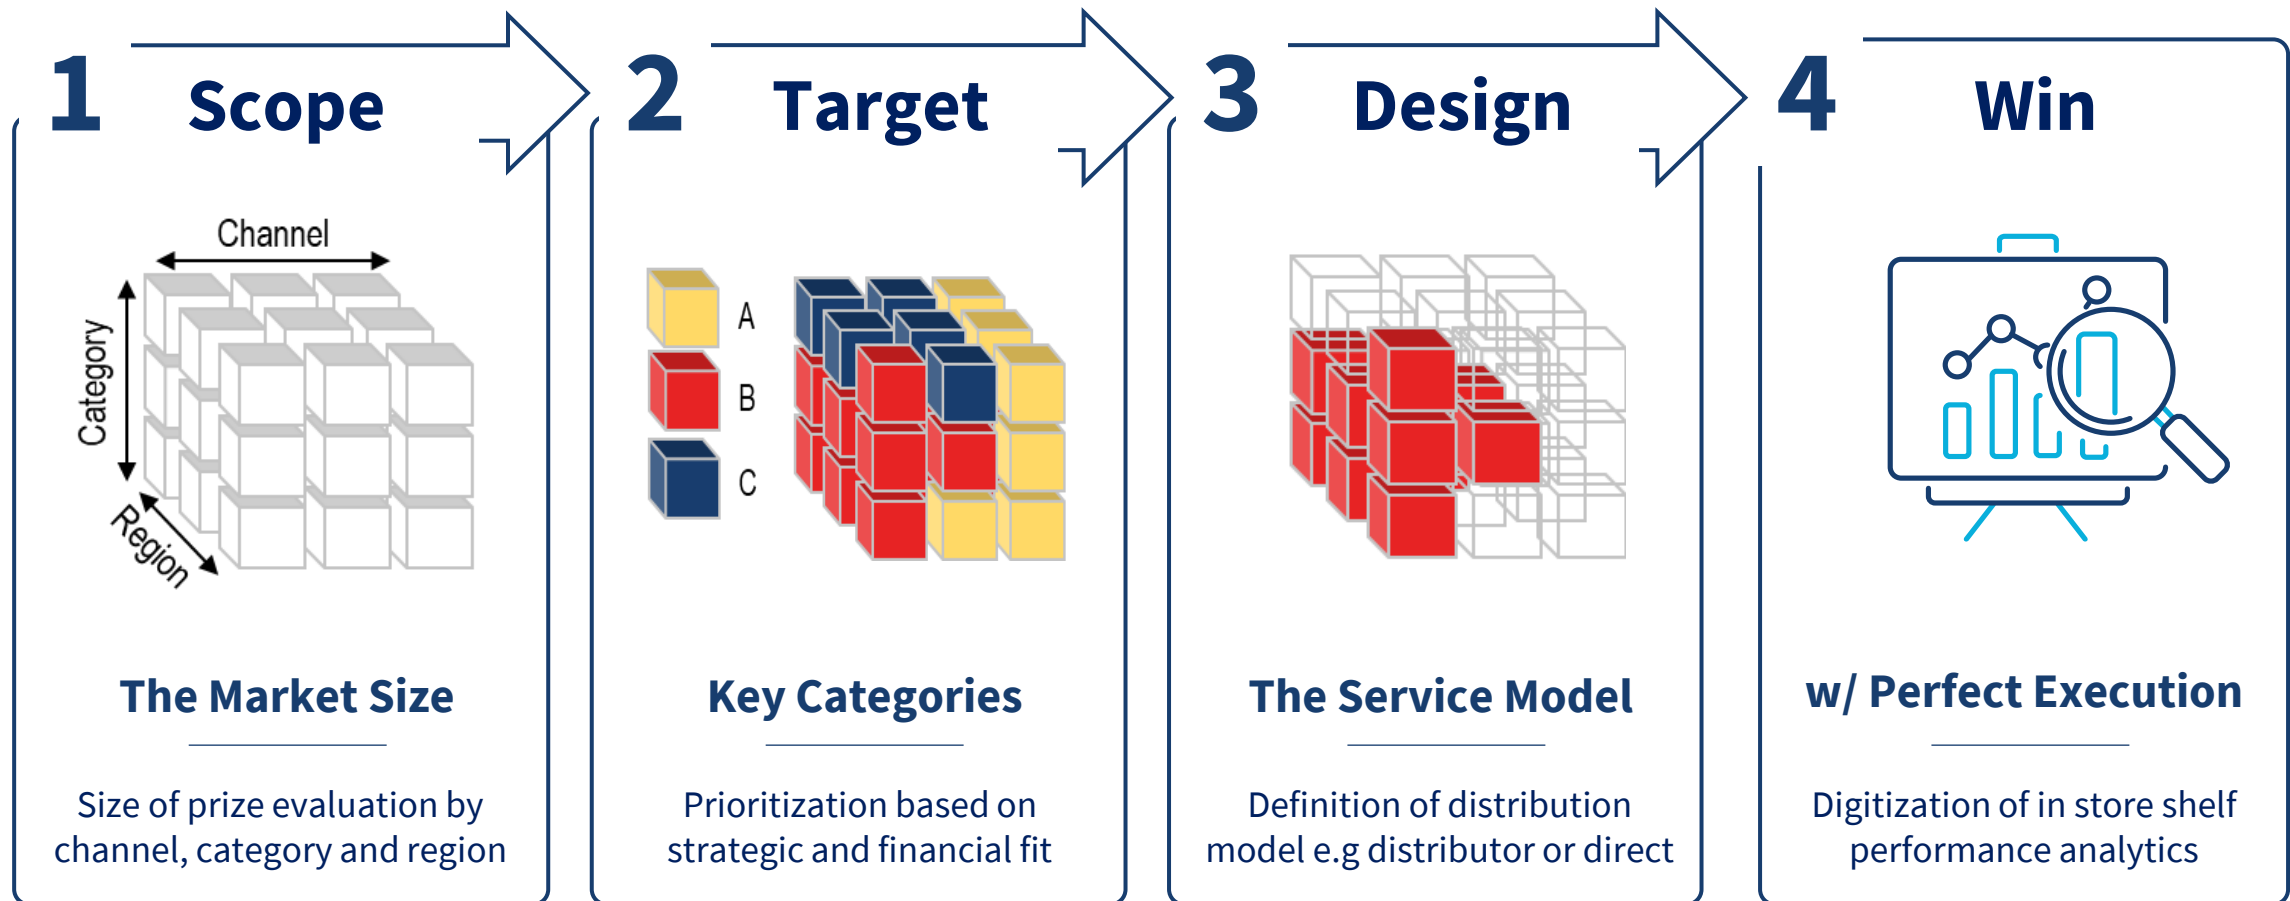 1
Scope
Channel
Category
Region
The Market Size
Size of prize evaluation by
channel, category and region
2
Target
A
B
C
Key Categories
Prioritization based on
strategic and financial fit
3
Design
The Service Model
Definition of distribution
model e.g distributor or direct
4
Win
w/ Perfect Execution
Digitization of in store shelf
performance analytics